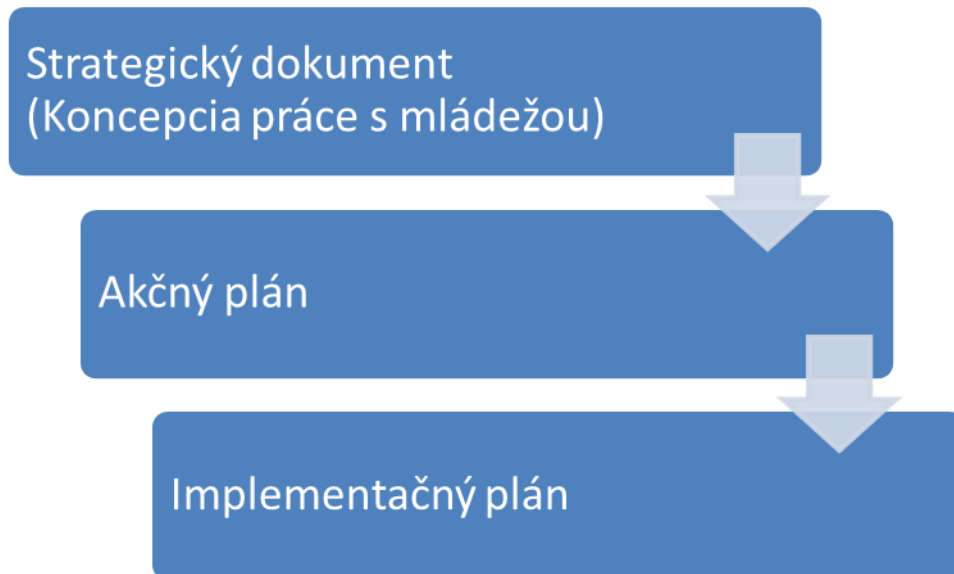 Strategický dokument
(Koncepcia práce s mládežou)
Akčný plán
Implementačný plán